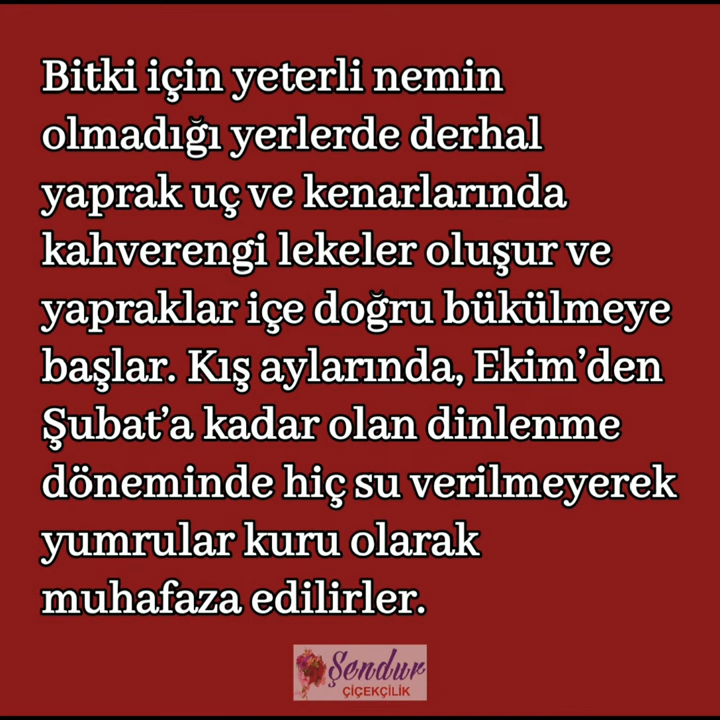 Bitki için yeterli nemin
olmadığı yerlerde derhal
yaprak uç ve kenarlarında
kahverengi lekeler oluşur ve
yapraklar içe doğru bükülmeye
başlar. Kış aylarında, Ekim’den
Şubat’a kadar olan dinlenme
döneminde hiç su verilmeyerek
yumrular kuru olarak
muhafaza edilirler.
Şendur
ÇİÇEKÇİLİK